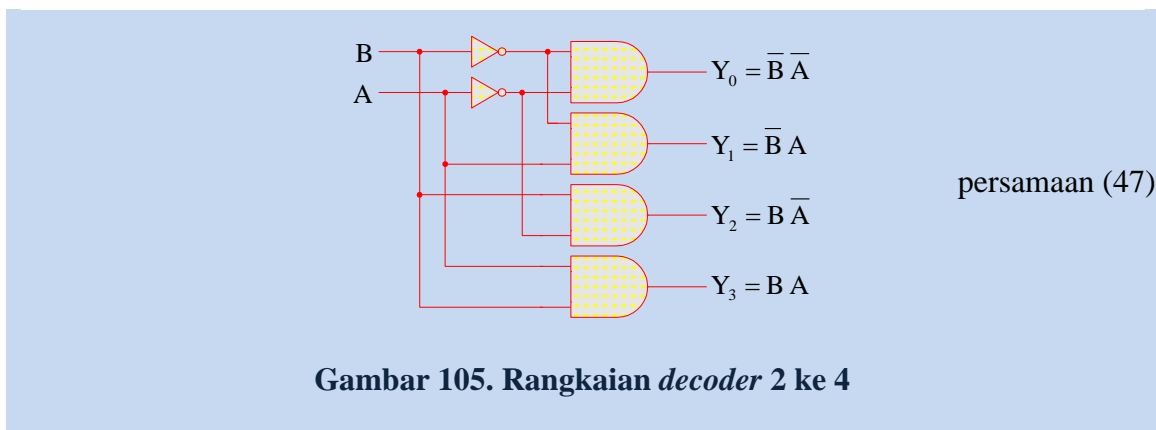 B
A
Y₀ = B̅ A̅
Y₁ = B̅ A
Y₂ = B A̅
Y₃ = B A
persamaan (47)
Gambar 105. Rangkaian decoder 2 ke 4